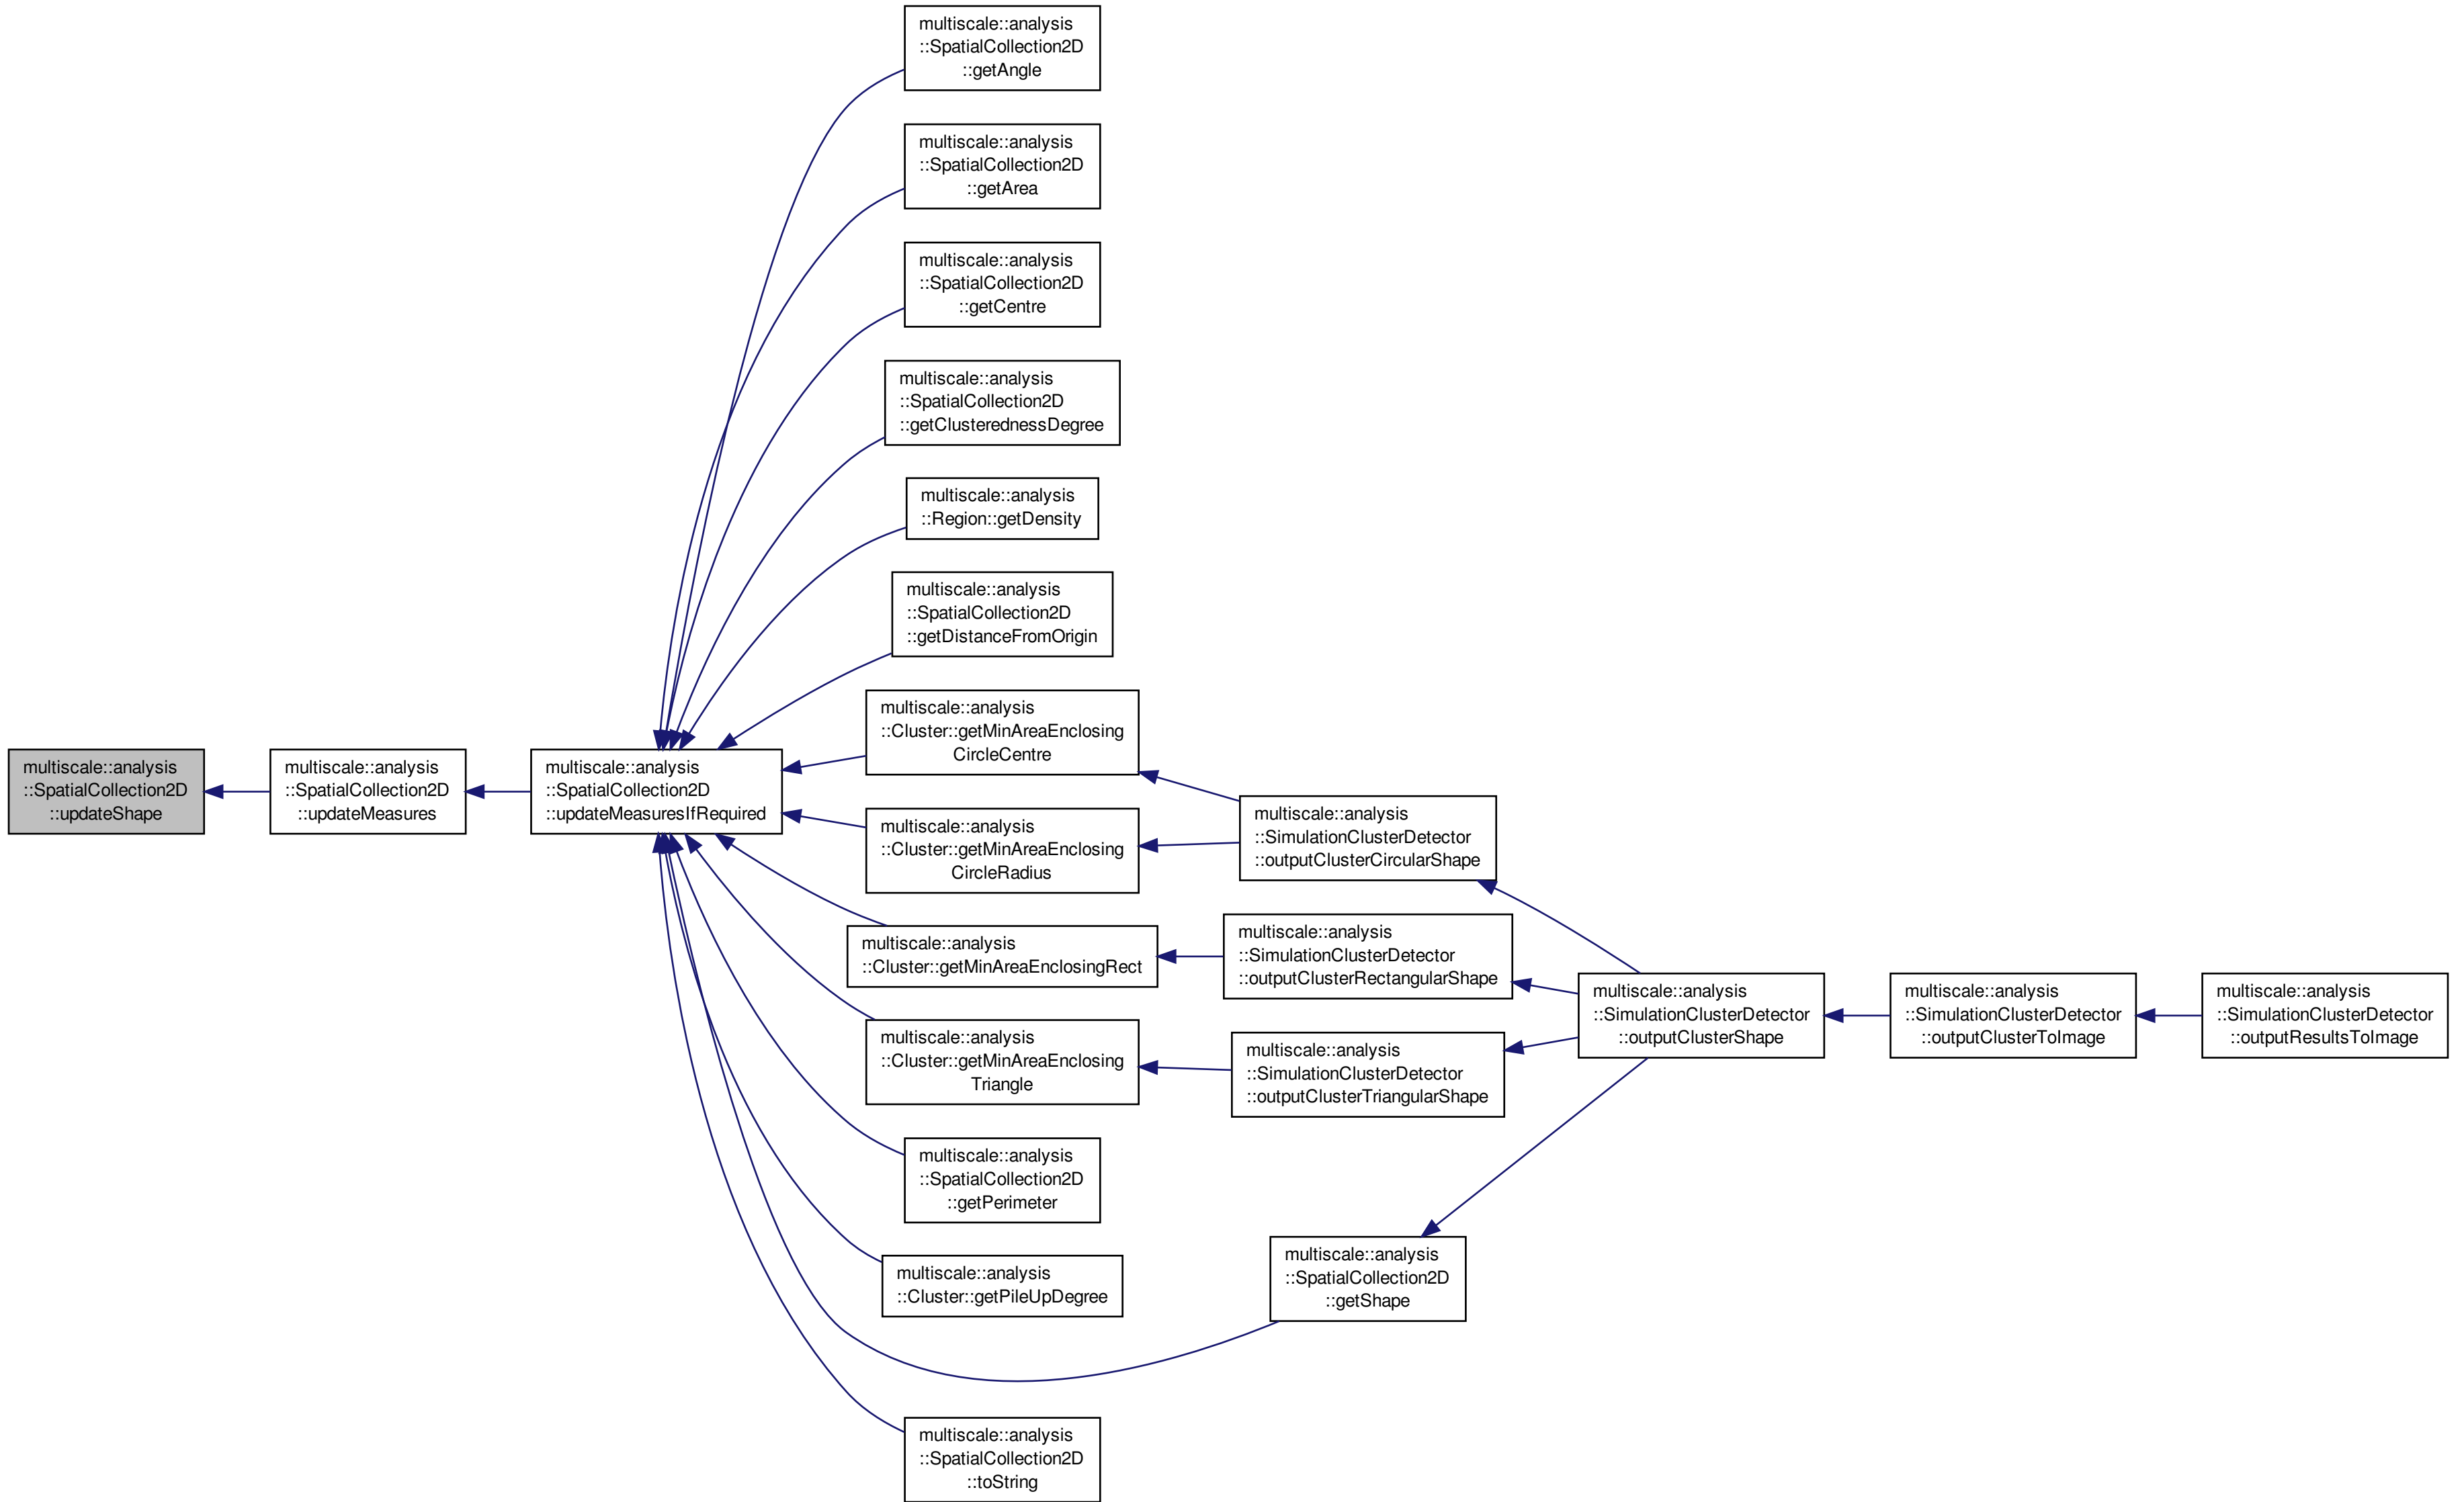 multiscale::analysis
::SpatialCollection2D
::getAngle
multiscale::analysis
::SpatialCollection2D
::getArea
multiscale::analysis
::SpatialCollection2D
::getCentre
multiscale::analysis
::SpatialCollection2D
::getClusterednessDegree
multiscale::analysis
::Region::getDensity
multiscale::analysis
::SpatialCollection2D
::getDistanceFromOrigin
multiscale::analysis
::SpatialCollection2D
::updateShape
multiscale::analysis
::SpatialCollection2D
::updateMeasures
multiscale::analysis
::SpatialCollection2D
::updateMeasuresIfRequired
multiscale::analysis
::Cluster::getMinAreaEnclosing
CircleCentre
multiscale::analysis
::Cluster::getMinAreaEnclosing
CircleRadius
multiscale::analysis
::SimulationClusterDetector
::outputClusterCircularShape
multiscale::analysis
::Cluster::getMinAreaEnclosingRect
multiscale::analysis
::SimulationClusterDetector
::outputClusterRectangularShape
multiscale::analysis
::SimulationClusterDetector
::outputClusterShape
multiscale::analysis
::SimulationClusterDetector
::outputClusterToImage
multiscale::analysis
::SimulationClusterDetector
::outputResultsToImage
multiscale::analysis
::Cluster::getMinAreaEnclosing
Triangle
multiscale::analysis
::SimulationClusterDetector
::outputClusterTriangularShape
multiscale::analysis
::SpatialCollection2D
::getPerimeter
multiscale::analysis
::Cluster::getPileUpDegree
multiscale::analysis
::SpatialCollection2D
::getShape
multiscale::analysis
::SpatialCollection2D
::toString